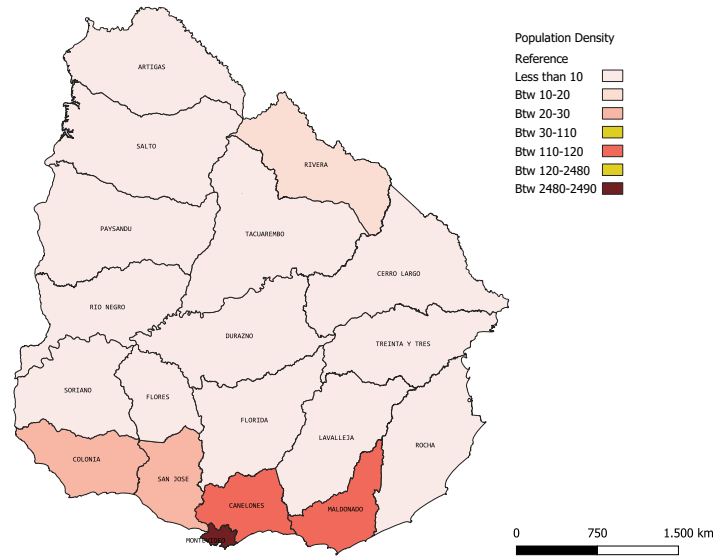 Population Density
Reference
Less than 10
Btw 10-20
Btw 20-30
Btw 30-110
Btw 110-120
Btw 120-2480
Btw 2480-2490
ARTIGAS
SALTO
RIVERA
PAYSANDU
TACUAREMBO
CERRO LARGO
RIO NEGRO
DURAZNO
TREINTA Y TRES
SORIANO
FLORES
FLORIDA
LAVALLEJA
ROCHA
COLONIA
SAN JOSE
CANELONES
MALDONADO
MONTEVIDEO
0 750 1.500 km